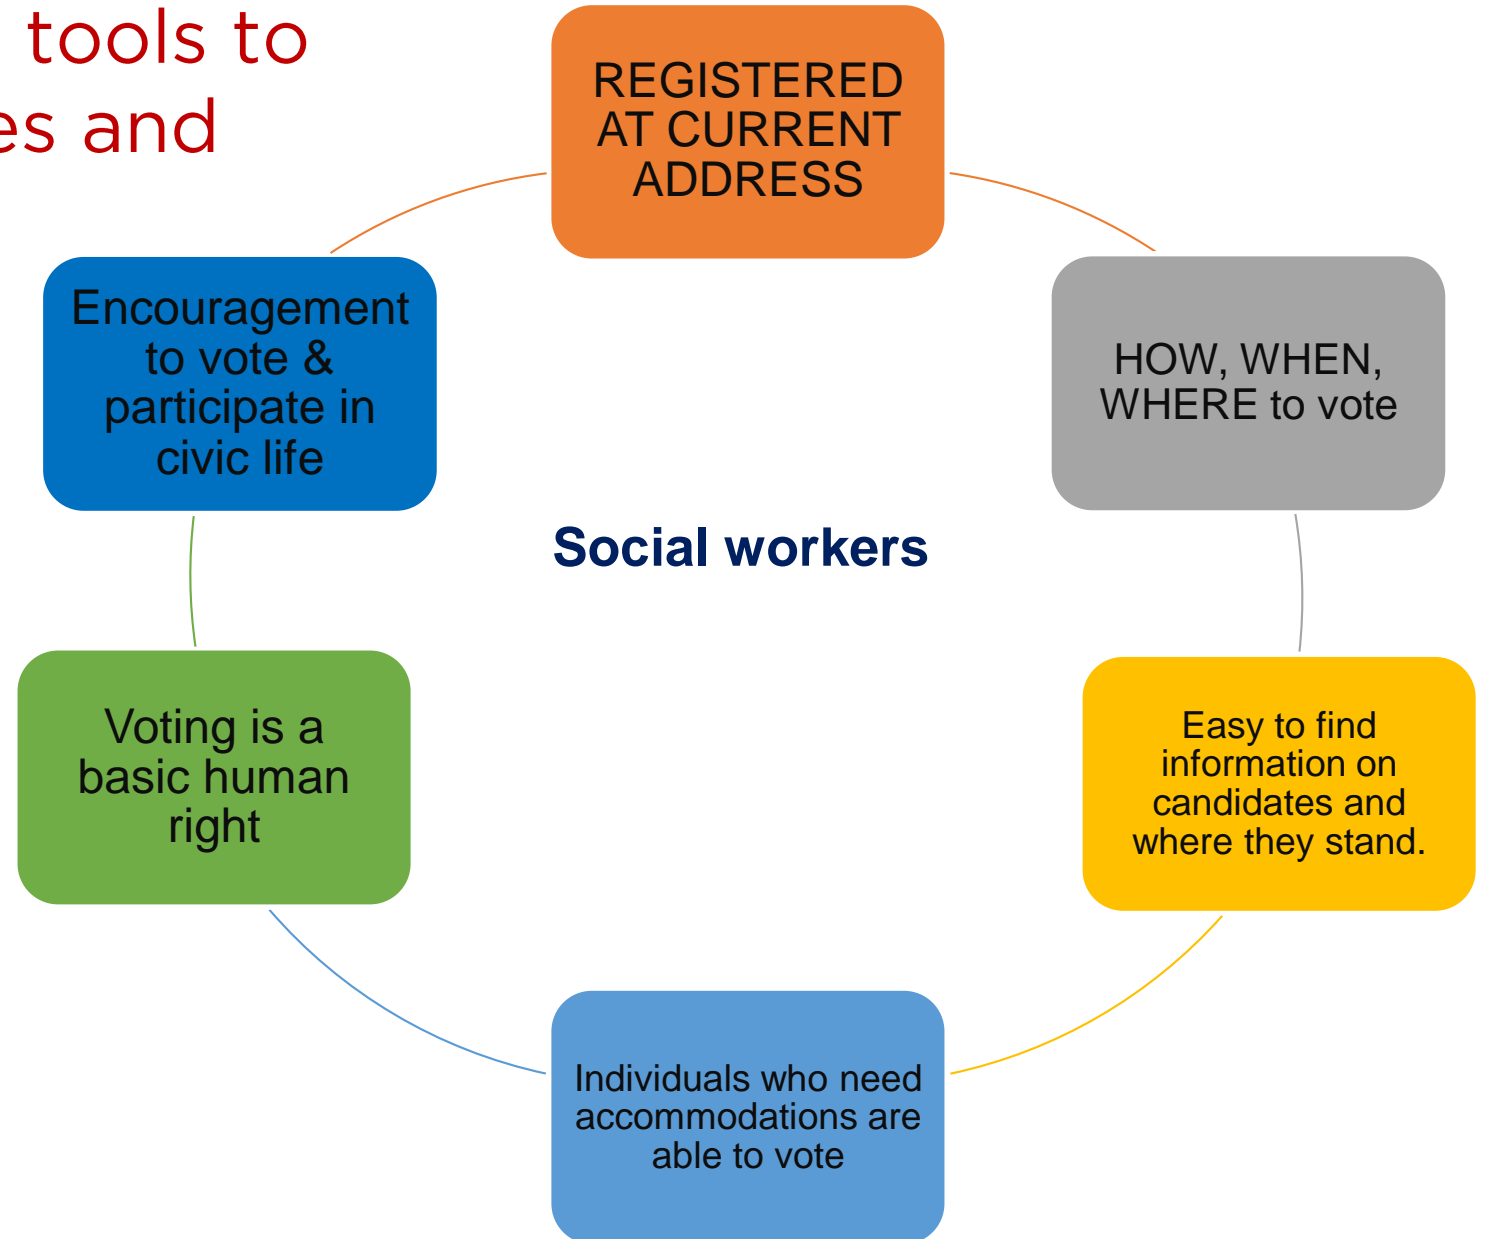 tools to
es and
REGISTERED
AT CURRENT
ADDRESS
HOW, WHEN,
WHERE to vote
Easy to find
information on
candidates and
where they stand.
Individuals who need
accommodations are
able to vote
Voting is a
basic human
right
Encouragement
to vote &
participate in
civic life
Social workers